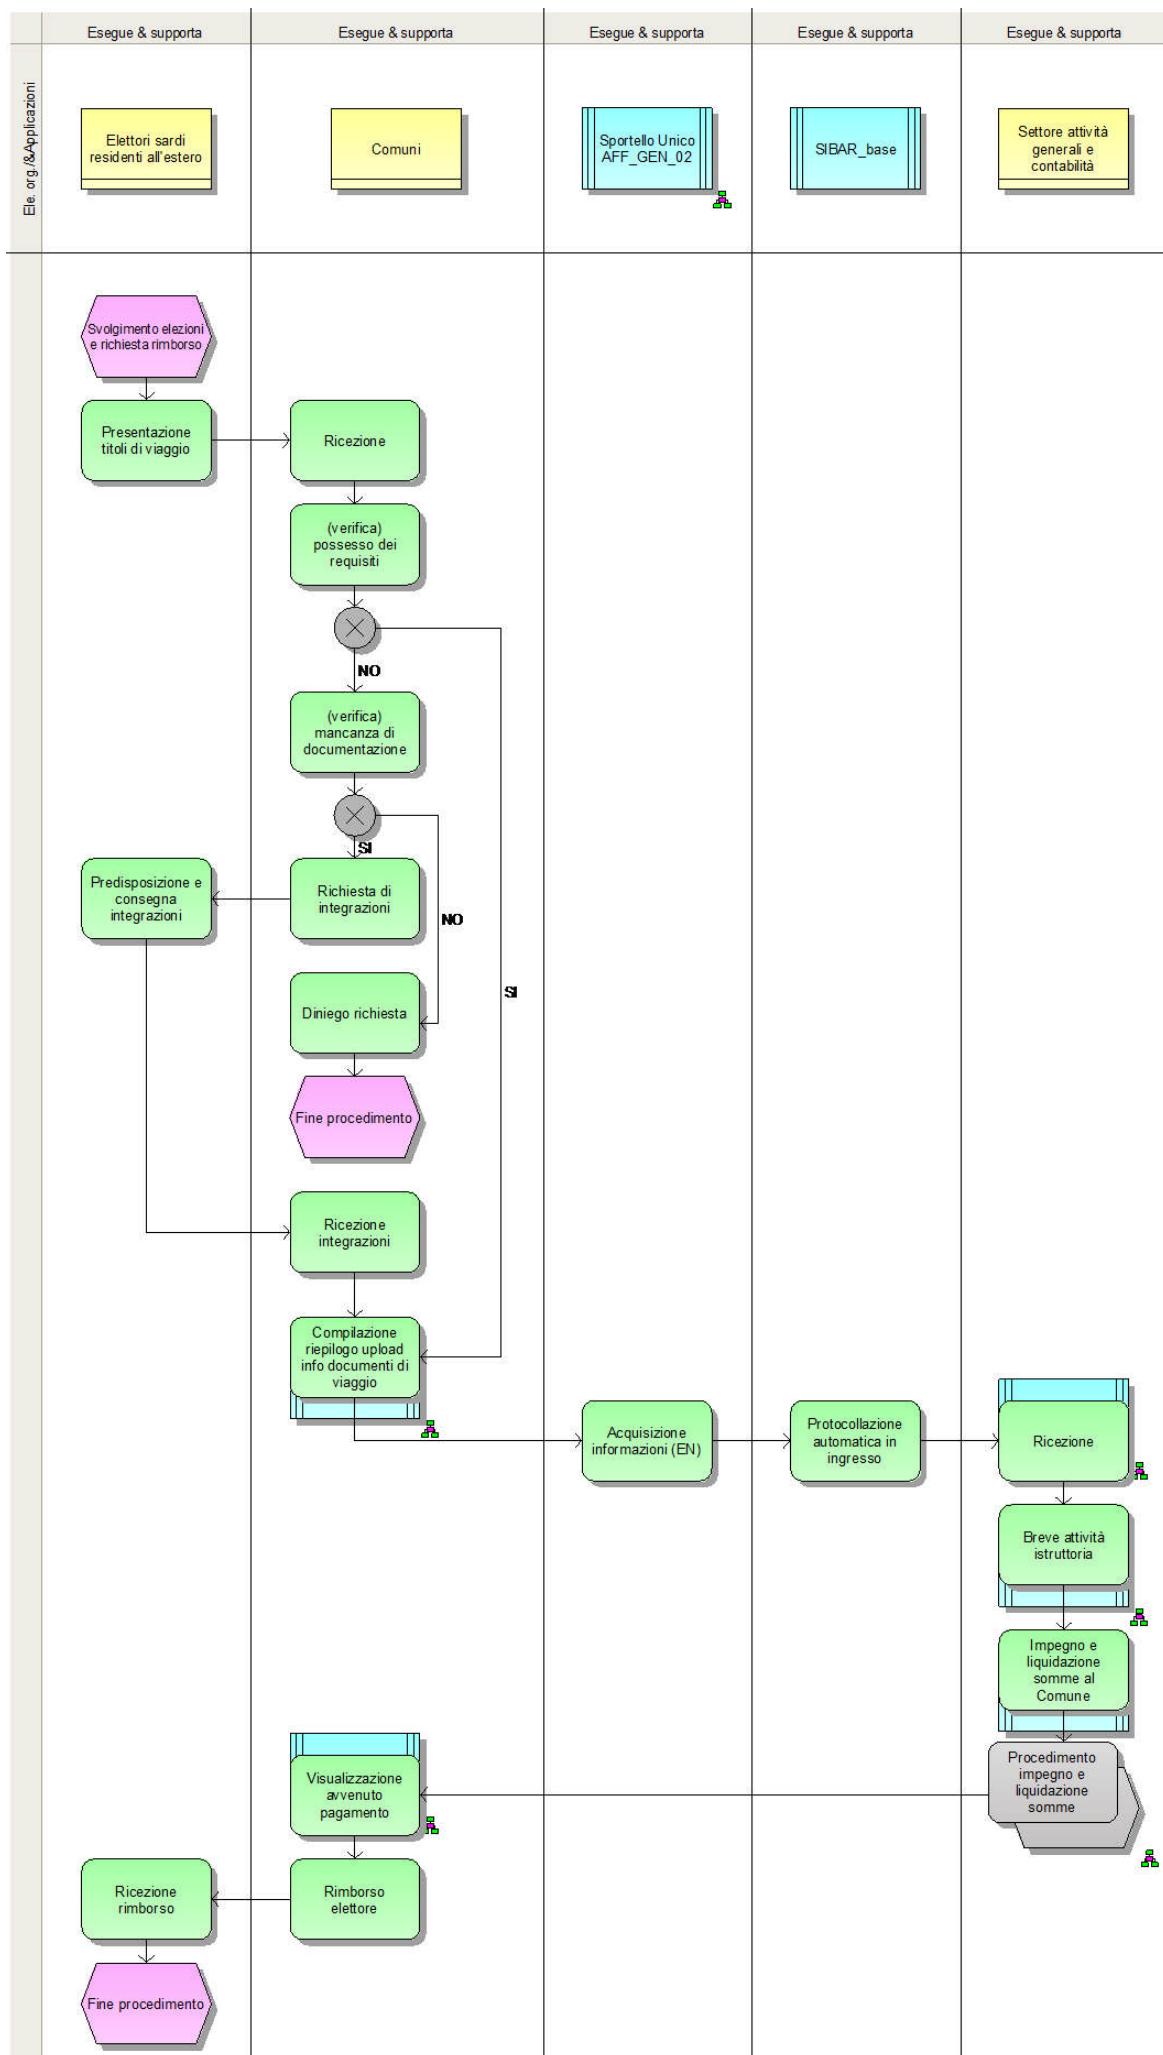 Esegue & supporta
Esegue & supporta
Esegue & supporta
Esegue & supporta
Esegue & supporta
Ele. org./&Applicazioni
Elettori sardi
residenti all'estero
Comuni
Sportello Unico
AFF_GEN_02
SIBAR_base
Settore attività
generali e
contabilità
Svolgimento elezioni
e richiesta rimborso
Presentazione
titoli di viaggio
Ricezione
(verifica)
possesso dei
requisiti
NO
(verifica)
mancanza di
documentazione
SI
Predisposizione e
consegna
integrazioni
Richiesta di
integrazioni
NO
SI
Diniego richiesta
Fine procedimento
Ricezione
integrazioni
Compilazione
riepilogo upload
info documenti di
viaggio
Acquisizione
informazioni (EN)
Protocollazione
automatica in
ingresso
Ricezione
Breve attività
istruttoria
Impegno e
liquidazione
somme al
Comune
Procedimento
impegno e
liquidazione
somme
Visualizzazione
avvenuto
pagamento
Ricezione
rimborso
Rimborso
elettore
Fine procedimento